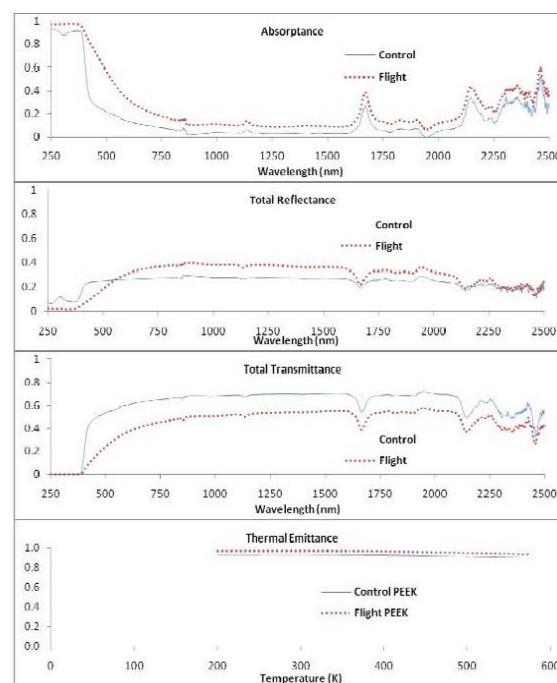 Absorptance
Control
Flight
1
0.8
0.6
0.4
0.2
0
250 500 750 1000 1250 1500 1750 2000 2250 2500
Wavelength (nm)
Total Reflectance
Control
Flight
1
0.8
0.6
0.4
0.2
0
250 500 750 1000 1250 1500 1750 2000 2250 2500
Wavelength (nm)
Total Transmittance
Control
Flight
1
0.8
0.6
0.4
0.2
0
250 500 750 1000 1250 1500 1750 2000 2250 2500
Wavelength (nm)
Thermal Emittance
Control PEEK
Flight PEEK
1.0
0.8
0.6
0.4
0.2
0.0
0 100 200 300 400 500 600
Temperature (K)